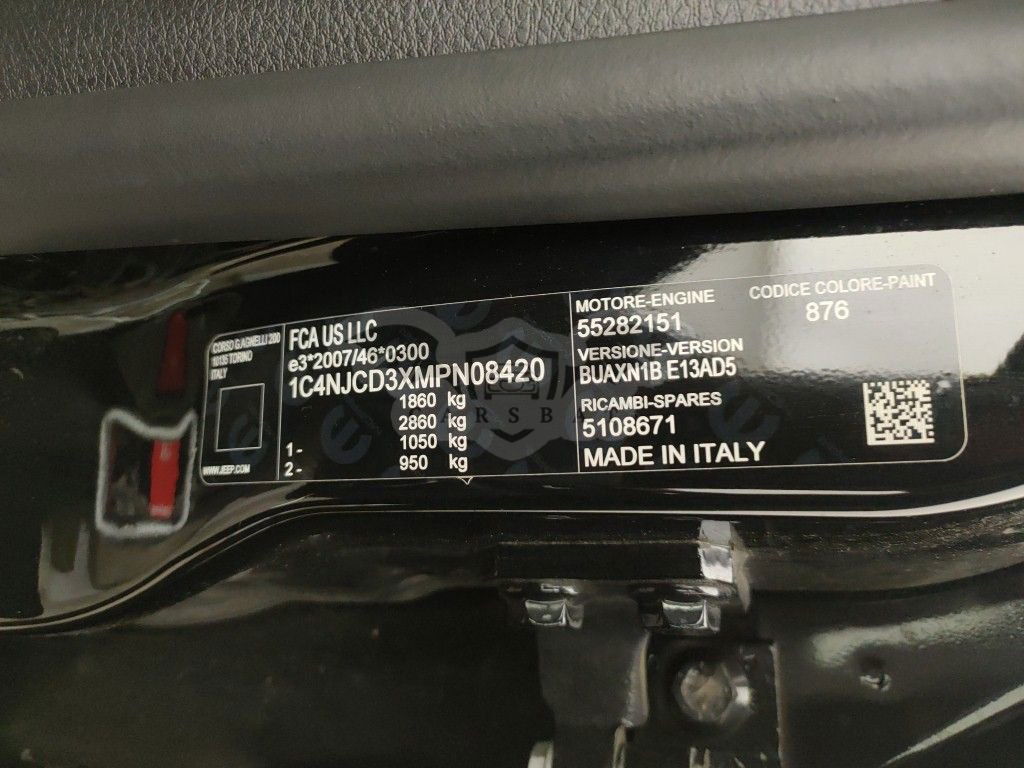 CORSO G.AGNELLI 200
10135 TORINO
ITALY
WWW.JEEP.COM
FCA US LLC
e3*2007/46*0300
1C4NJCD3XMPN08420
1860 kg
2860 kg
1- 1050 kg
2- 950 kg
MOTORE-ENGINE
55282151
VERSIONE-VERSION
BUAXN1B E13AD5
RICAMBI-SPARES
5108671
MADE IN ITALY
CODICE COLORE-PAINT
876